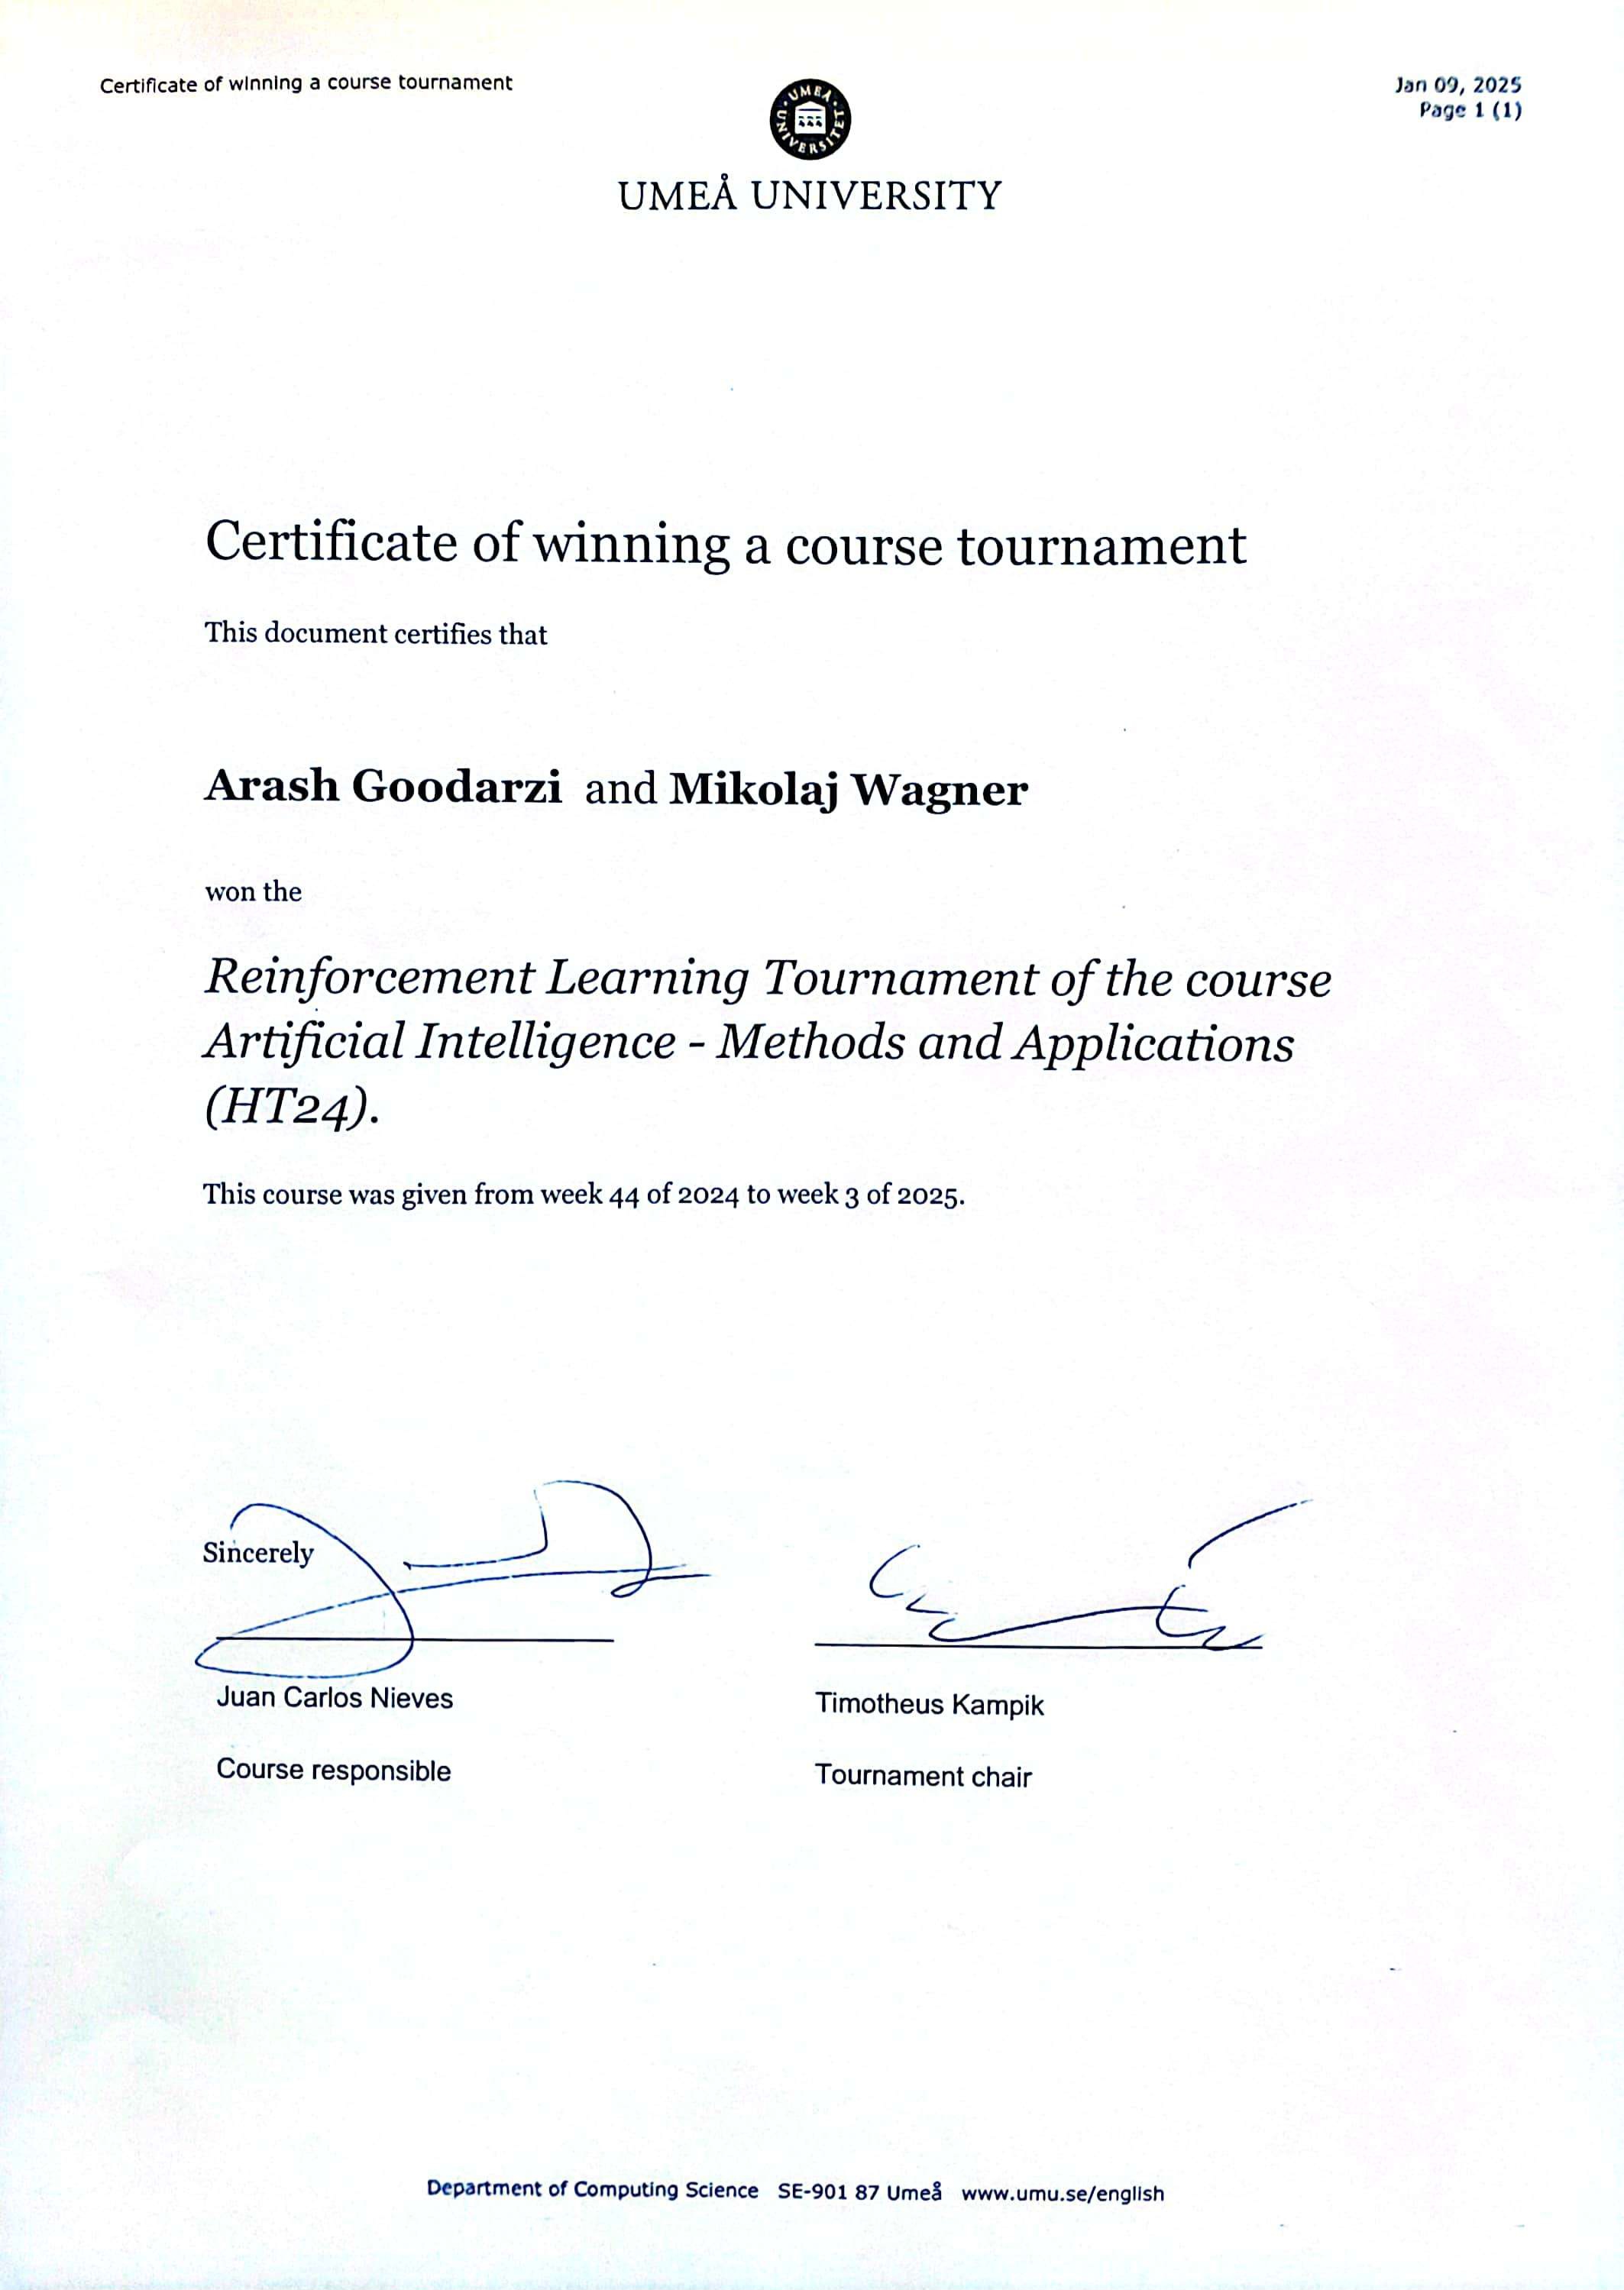 Certificate of winning a course tournament
Jan 09, 2025
Page 1 (1)
UMEÅ UNIVERSITET
UMEÅ UNIVERSITY
Certificate of winning a course tournament
This document certifies that
Arash Goodarzi and Mikolaj Wagner
won the
Reinforcement Learning Tournament of the course
Artificial Intelligence - Methods and Applications
(HT24).
This course was given from week 44 of 2024 to week 3 of 2025.
Sincerely
Juan Carlos Nieves
Timotheus Kampik
Course responsible
Tournament chair
Department of Computing Science SE-901 87 Umeå www.umu.se/english